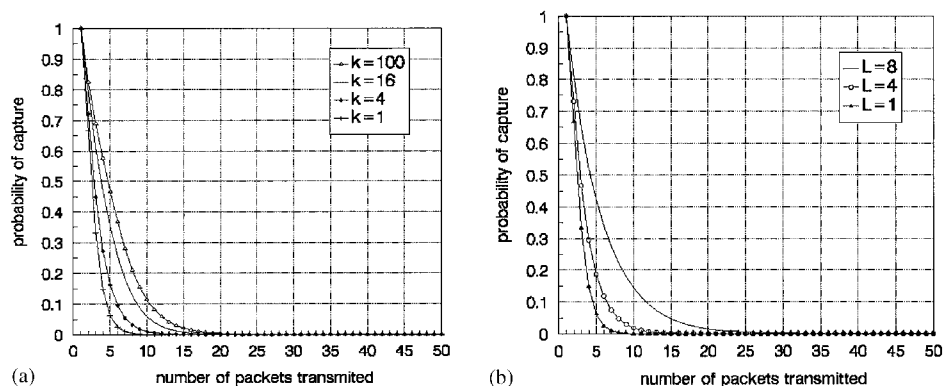 1
0.9
0.8
0.7
0.6
0.5
0.4
0.3
0.2
0.1
0
probability of capture
k=100
k=16
k=4
k=1
0 5 10 15 20 25 30 35 40 45 50
(a) number of packets transmited
1
0.9
0.8
0.7
0.6
0.5
0.4
0.3
0.2
0.1
0
probability of capture
L=8
L=4
L=1
0 5 10 15 20 25 30 35 40 45 50
(b) number of packets transmitted